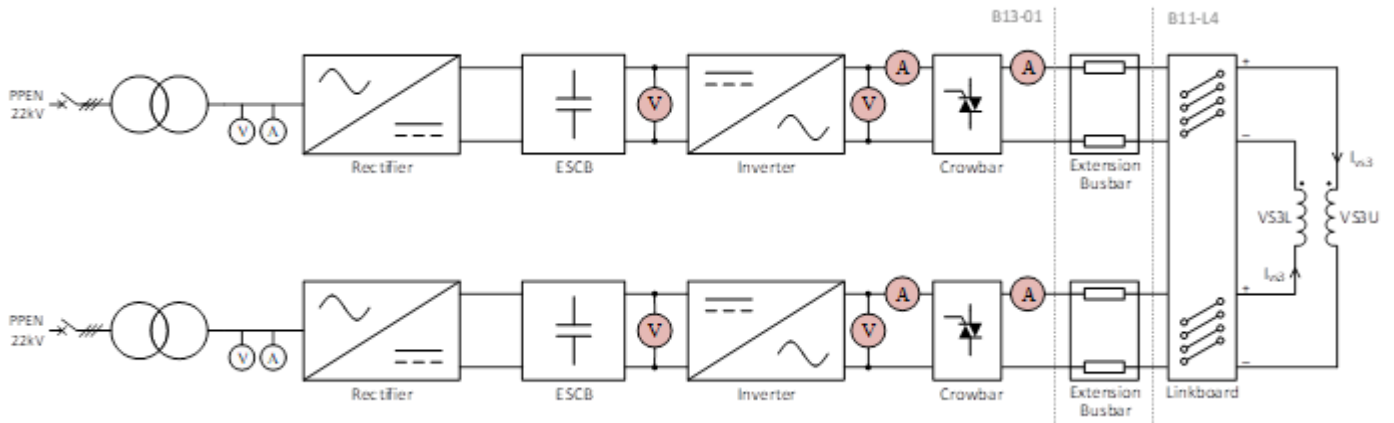 B13-01
B11-L4
PPEN
22kV
V
A
Rectifier
ESCB
V
Inverter
V
A
Crowbar
A
Extension
Busbar
+
−
Ivs3
VS3L
VS3U
Ivs3
PPEN
22kV
V
A
Rectifier
ESCB
V
Inverter
V
A
Crowbar
A
Extension
Busbar
+
−
Linkboard